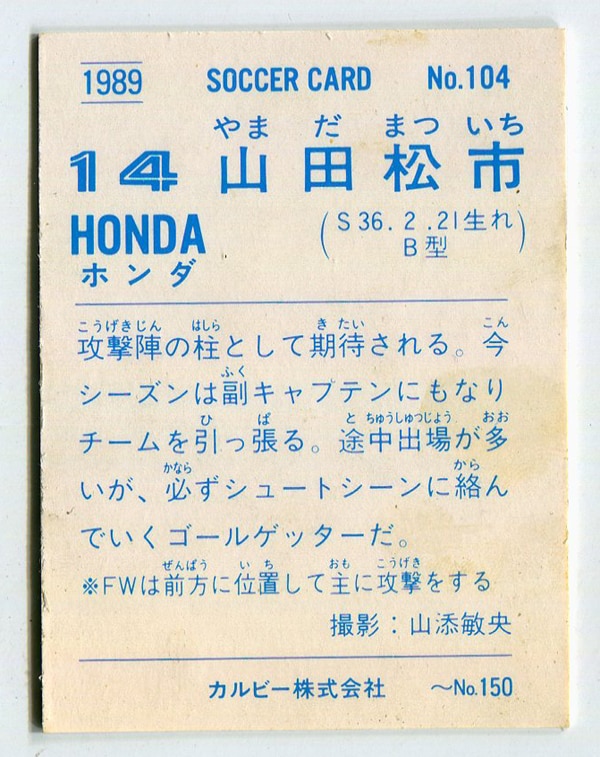 1989 SOCCER CARD No.104
やま だ まつ いち
14 山田松市
HONDA
ホンダ
(S36.2.21生れ
B型)
こうげきじん はしら き たい こん
攻撃陣の柱として期待される。今
ふく
シーズンは副キャプテンにもなり
ひ ぱ と ちゅうしゅつじょう おお
チームを引っ張る。途中出場が多
かなら から
いが、必ずシュートシーンに絡ん
でいくゴールゲッターだ。
ぜんぽう い ち おも こうげき
※FWは前方に位置して主に攻撃をする
撮影：山添敏央
カルビー株式会社 〜No.150